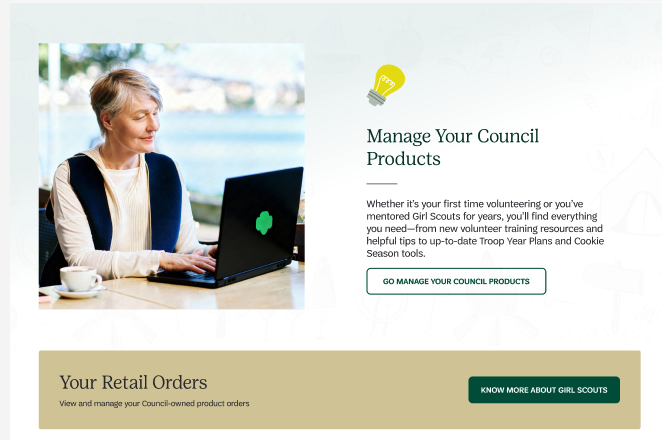 Manage Your Council
Products
Whether it's your first time volunteering or you've
mentored Girl Scouts for years, you'll find everything
you need—from new volunteer training resources and
helpful tips to up-to-date Troop Year Plans and Cookie
Season tools.
GO MANAGE YOUR COUNCIL PRODUCTS
Your Retail Orders
View and manage your Council-owned product orders
KNOW MORE ABOUT GIRL SCOUTS